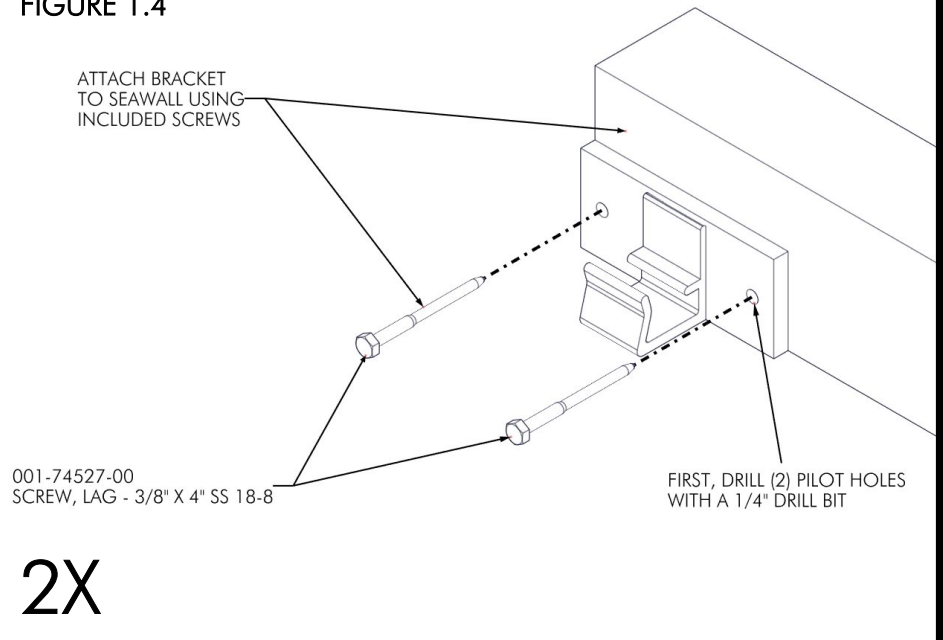 FIGURE 1.4
ATTACH BRACKET
TO SEAWALL USING
INCLUDED SCREWS
001-74527-00
SCREW, LAG - 3/8" X 4" SS 18-8
FIRST, DRILL (2) PILOT HOLES
WITH A 1/4" DRILL BIT
2X